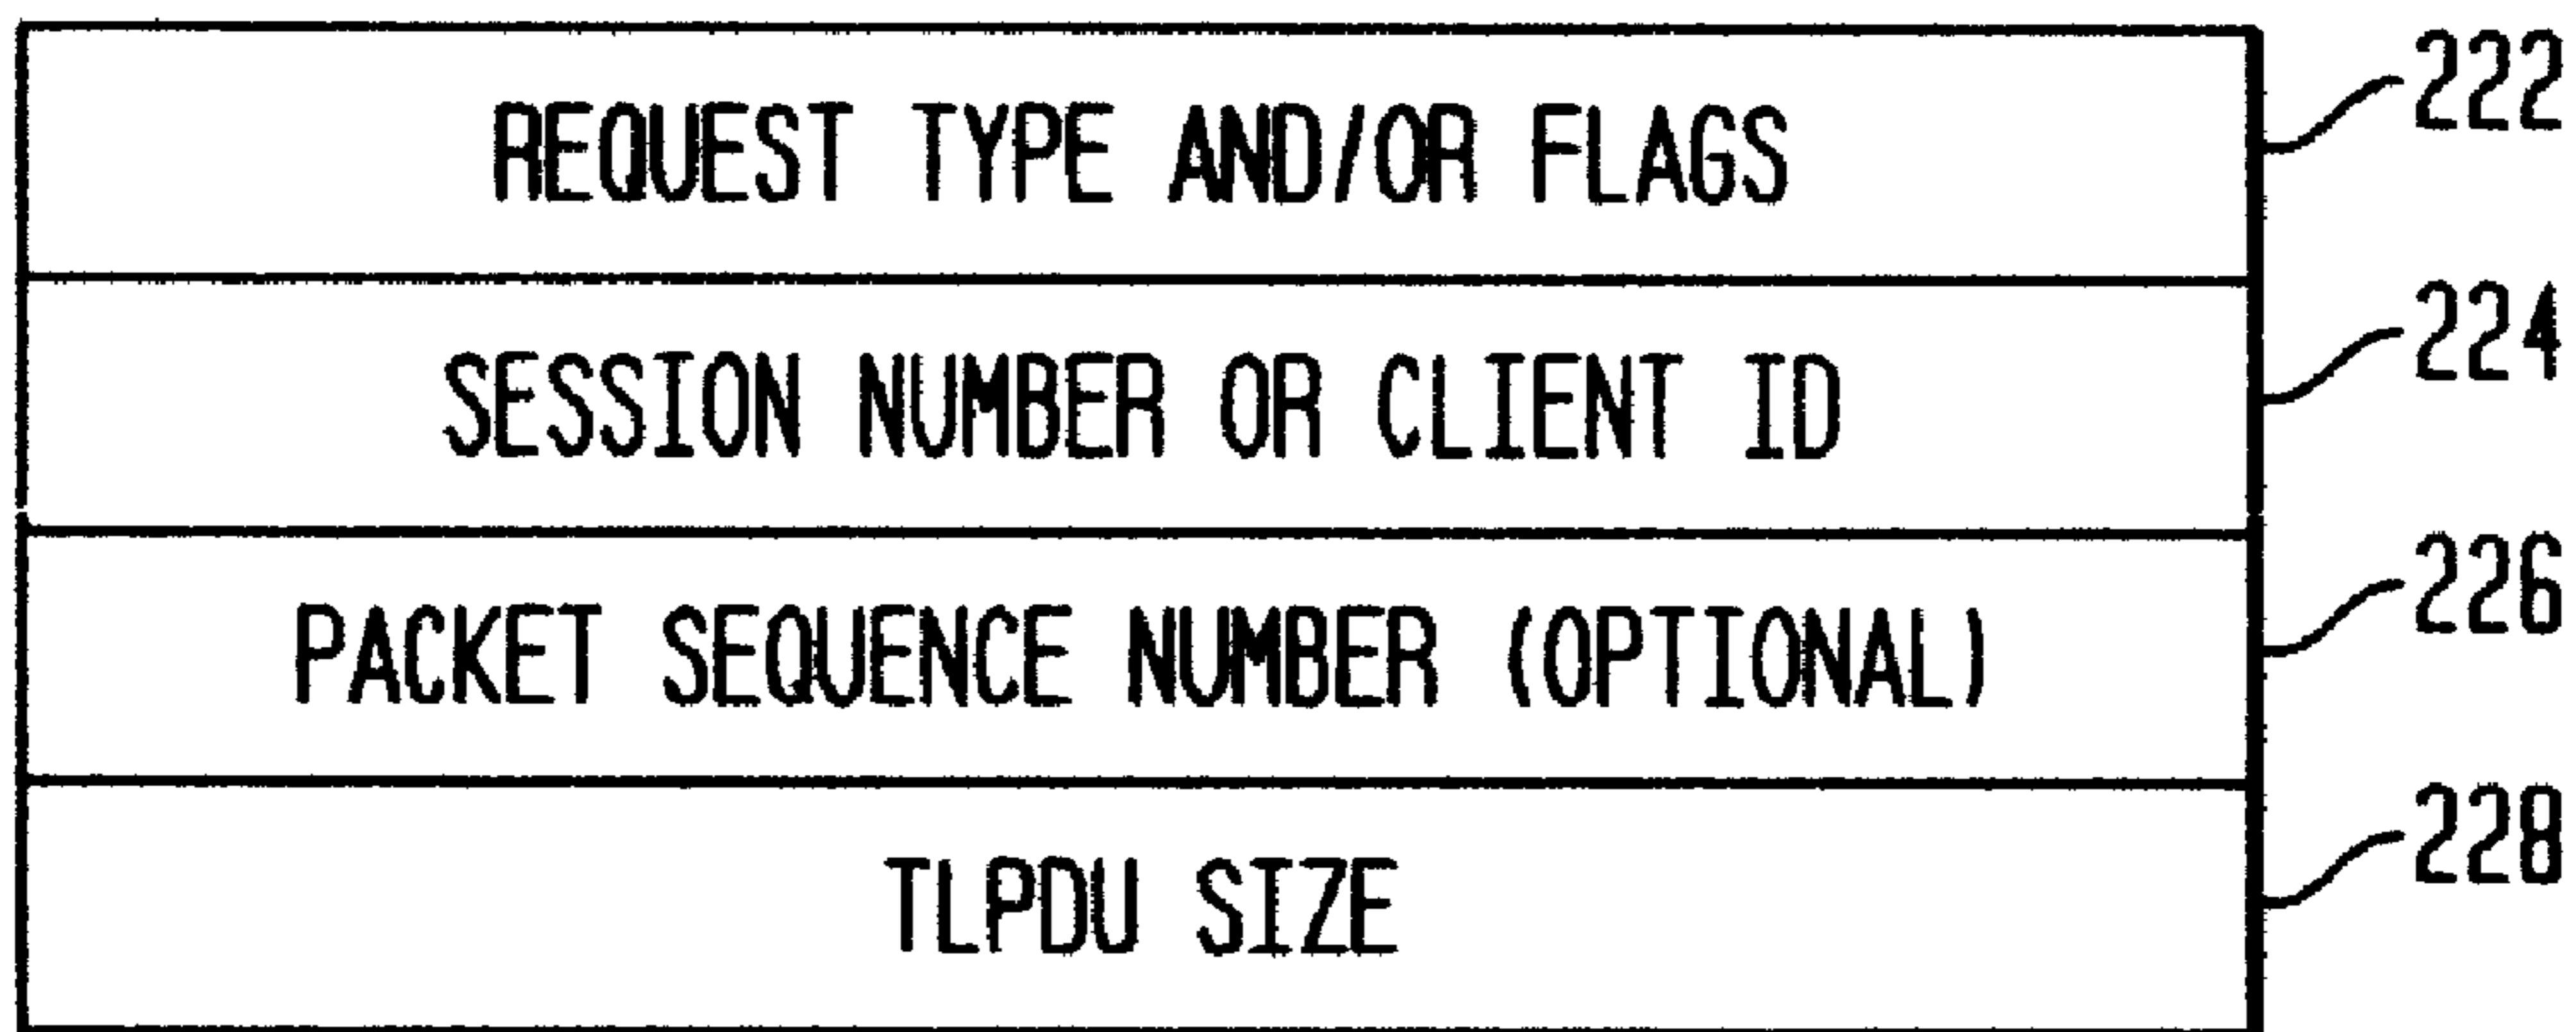 REQUEST TYPE AND/OR FLAGS 222
SESSION NUMBER OR CLIENT ID 224
PACKET SEQUENCE NUMBER (OPTIONAL) 226
TLPDU SIZE 228